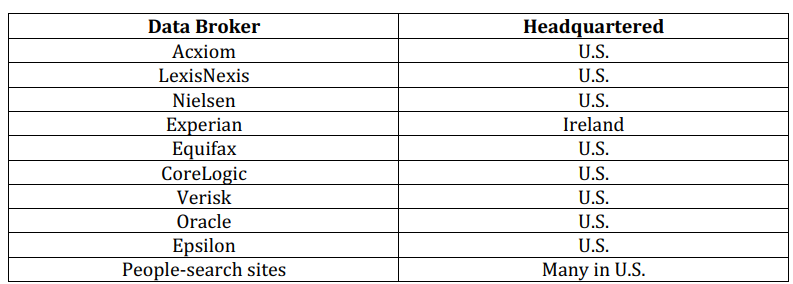 Data Broker Headquartered
Acxiom U.S.
LexisNexis U.S.
Nielsen U.S.
Experian Ireland
Equifax U.S.
CoreLogic U.S.
Verisk U.S.
Oracle U.S.
Epsilon U.S.
People-search sites Many in U.S.